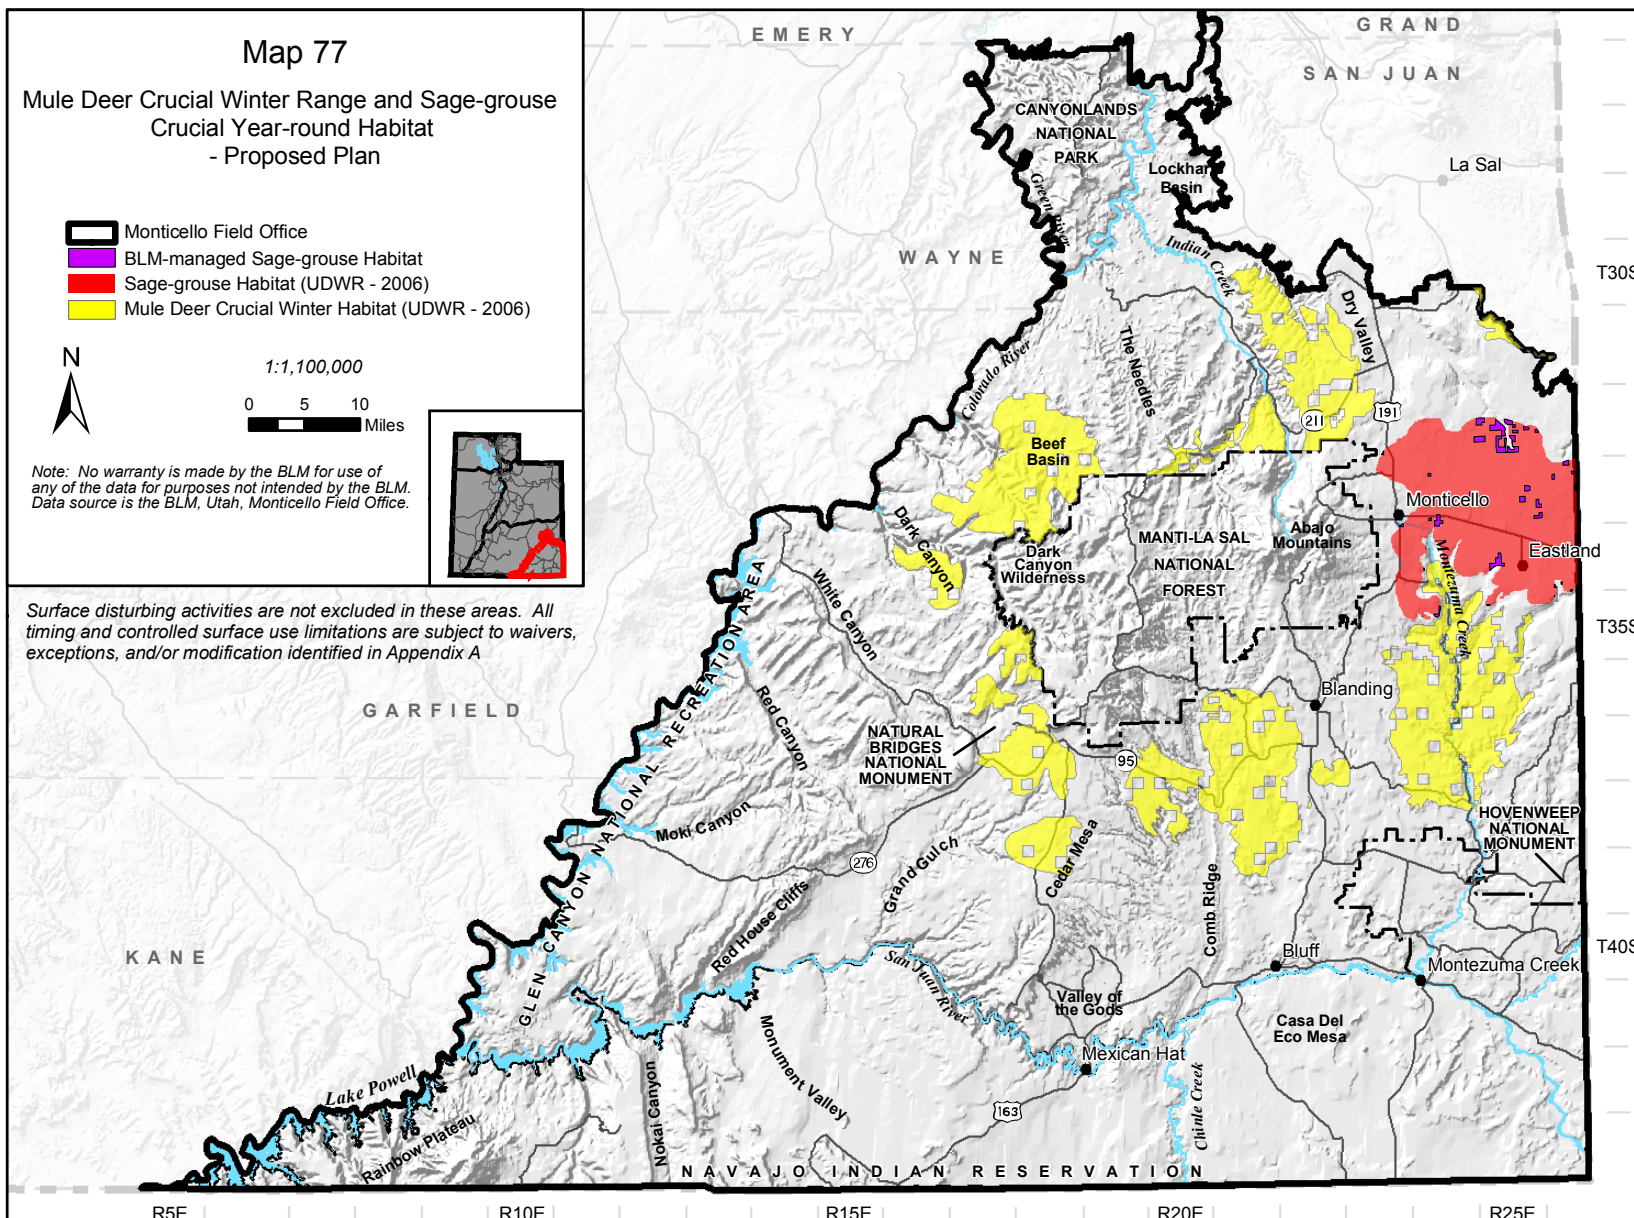 Map 77
Mule Deer Crucial Winter Range and Sage-grouse
Crucial Year-round Habitat
- Proposed Plan
Monticello Field Office
BLM-managed Sage-grouse Habitat
Sage-grouse Habitat (UDWR - 2006)
Mule Deer Crucial Winter Habitat (UDWR - 2006)
N
1:1,100,000
0 5 10
Miles
Note: No warranty is made by the BLM for use of
any of the data for purposes not intended by the BLM.
Data source is the BLM, Utah, Monticello Field Office.
Surface disturbing activities are not excluded in these areas. All
timing and controlled surface use limitations are subject to waivers,
exceptions, and/or modification identified in Appendix A
EMERY
GRAND
SAN JUAN
CANYONLANDS
NATIONAL
PARK
Lockhart
Basin
La Sal
Green River
WAYNE
Indian Creek
T30S
Dry Valley
The Needles
Colorado River
191
211
Beef
Basin
Monticello
Dark Canyon
Abajo
Mountains
MANTI-LA SAL
NATIONAL
FOREST
Dark
Canyon
Wilderness
Eastland
Montezuma Creek
White Canyon
T35S
GLEN CANYON NATIONAL RECREATION AREA
Red Canyon
Blanding
GARFIELD
NATURAL
BRIDGES
NATIONAL
MONUMENT
95
Moki Canyon
HOVENWEEP
NATIONAL
MONUMENT
276
Grand Gulch
Cedar Mesa
Red House Cliffs
Comb Ridge
KANE
T40S
Bluff
Montezuma Creek
San Juan River
Valley of
the Gods
Casa Del
Eco Mesa
Mexican Hat
Monument Valley
Nokai Canyon
Lake Powell
Chinle Creek
163
Rainbow Plateau
NAVAJO INDIAN RESERVATION
R5E R10E R15E R20E R25E